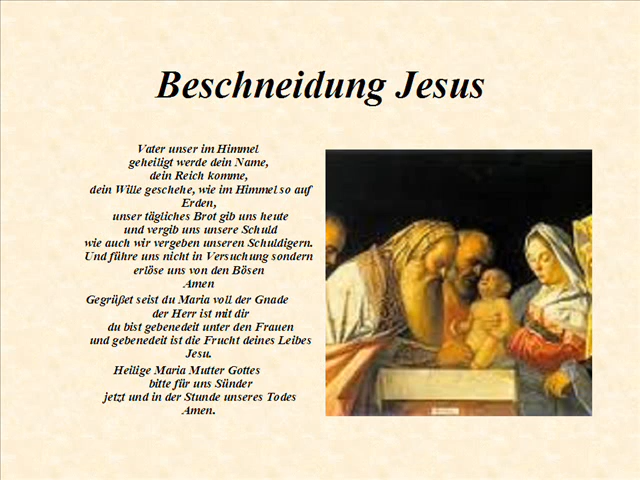 Beschneidung Jesus
Vater unser im Himmel
geheiligt werde dein Name,
dein Reich komme,
dein Wille geschehe, wie im Himmel so auf
Erden,
unser tägliches Brot gib uns heute
und vergib uns unsere Schuld
wie auch wir vergeben unseren Schuldigern.
Und führe uns nicht in Versuchung sondern
erlöse uns von den Bösen
Amen
Gegrüßet seist du Maria voll der Gnade
der Herr ist mit dir
du bist gebenedeit unter den Frauen
und gebenedeit ist die Frucht deines Leibes
Jesu.
Heilige Maria Mutter Gottes
bitte für uns Sünder
jetzt und in der Stunde unseres Todes
Amen.